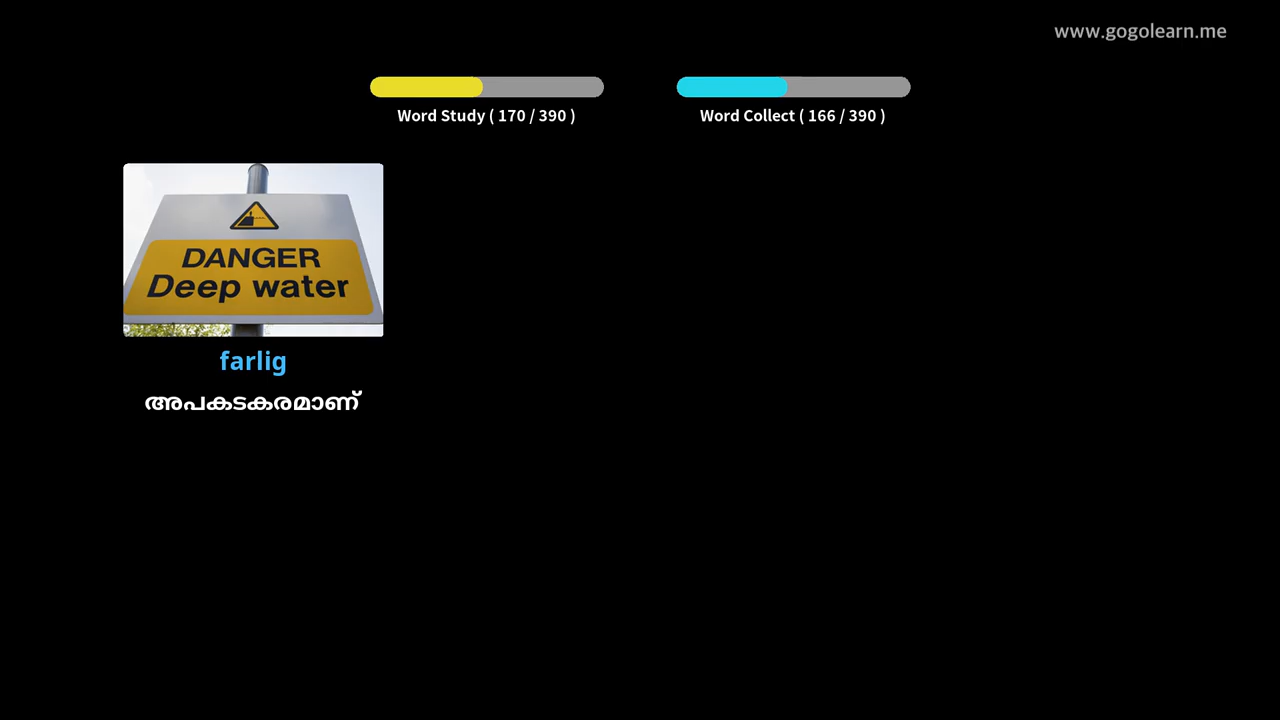 www.gogolearn.me
Word Study ( 170 / 390 )
Word Collect ( 166 / 390 )
DANGER
Deep water
farlig
അപകടകരമാണ്